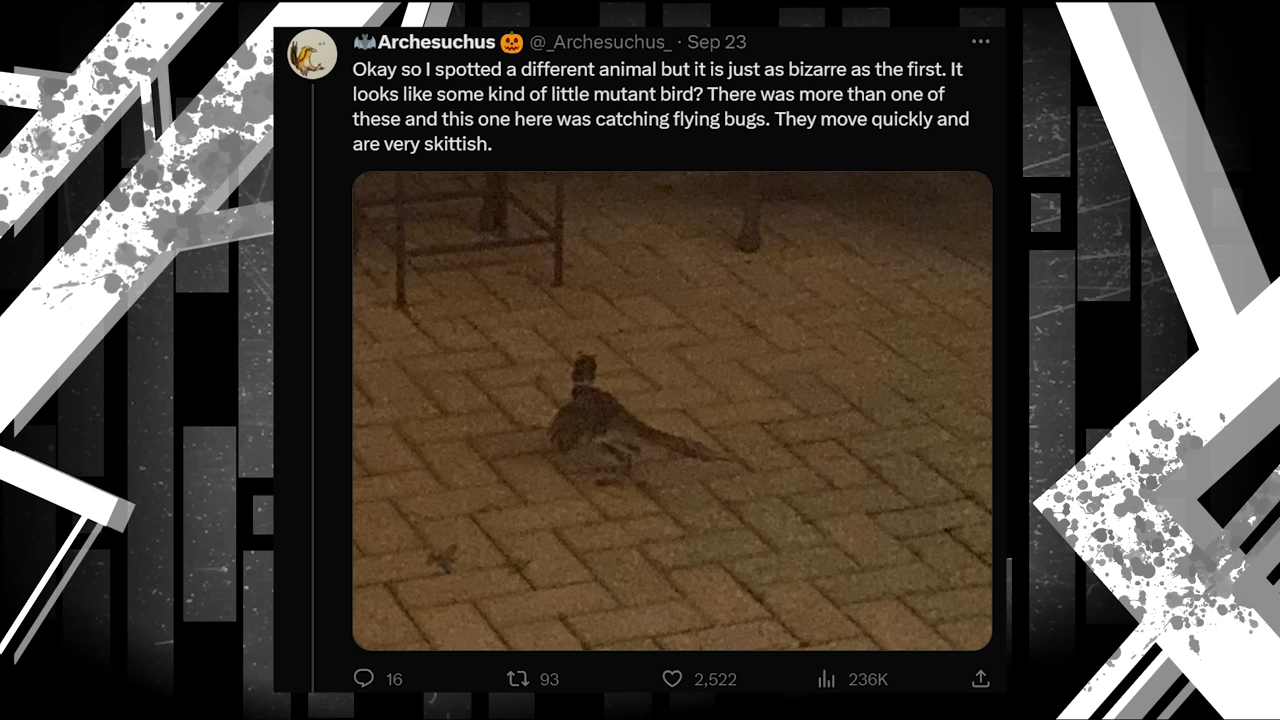 🦇Archesuchus 🎃 @_Archesuchus_ · Sep 23
Okay so I spotted a different animal but it is just as bizarre as the first. It
looks like some kind of little mutant bird? There was more than one of
these and this one here was catching flying bugs. They move quickly and
are very skittish.
16 93 2,522 236K